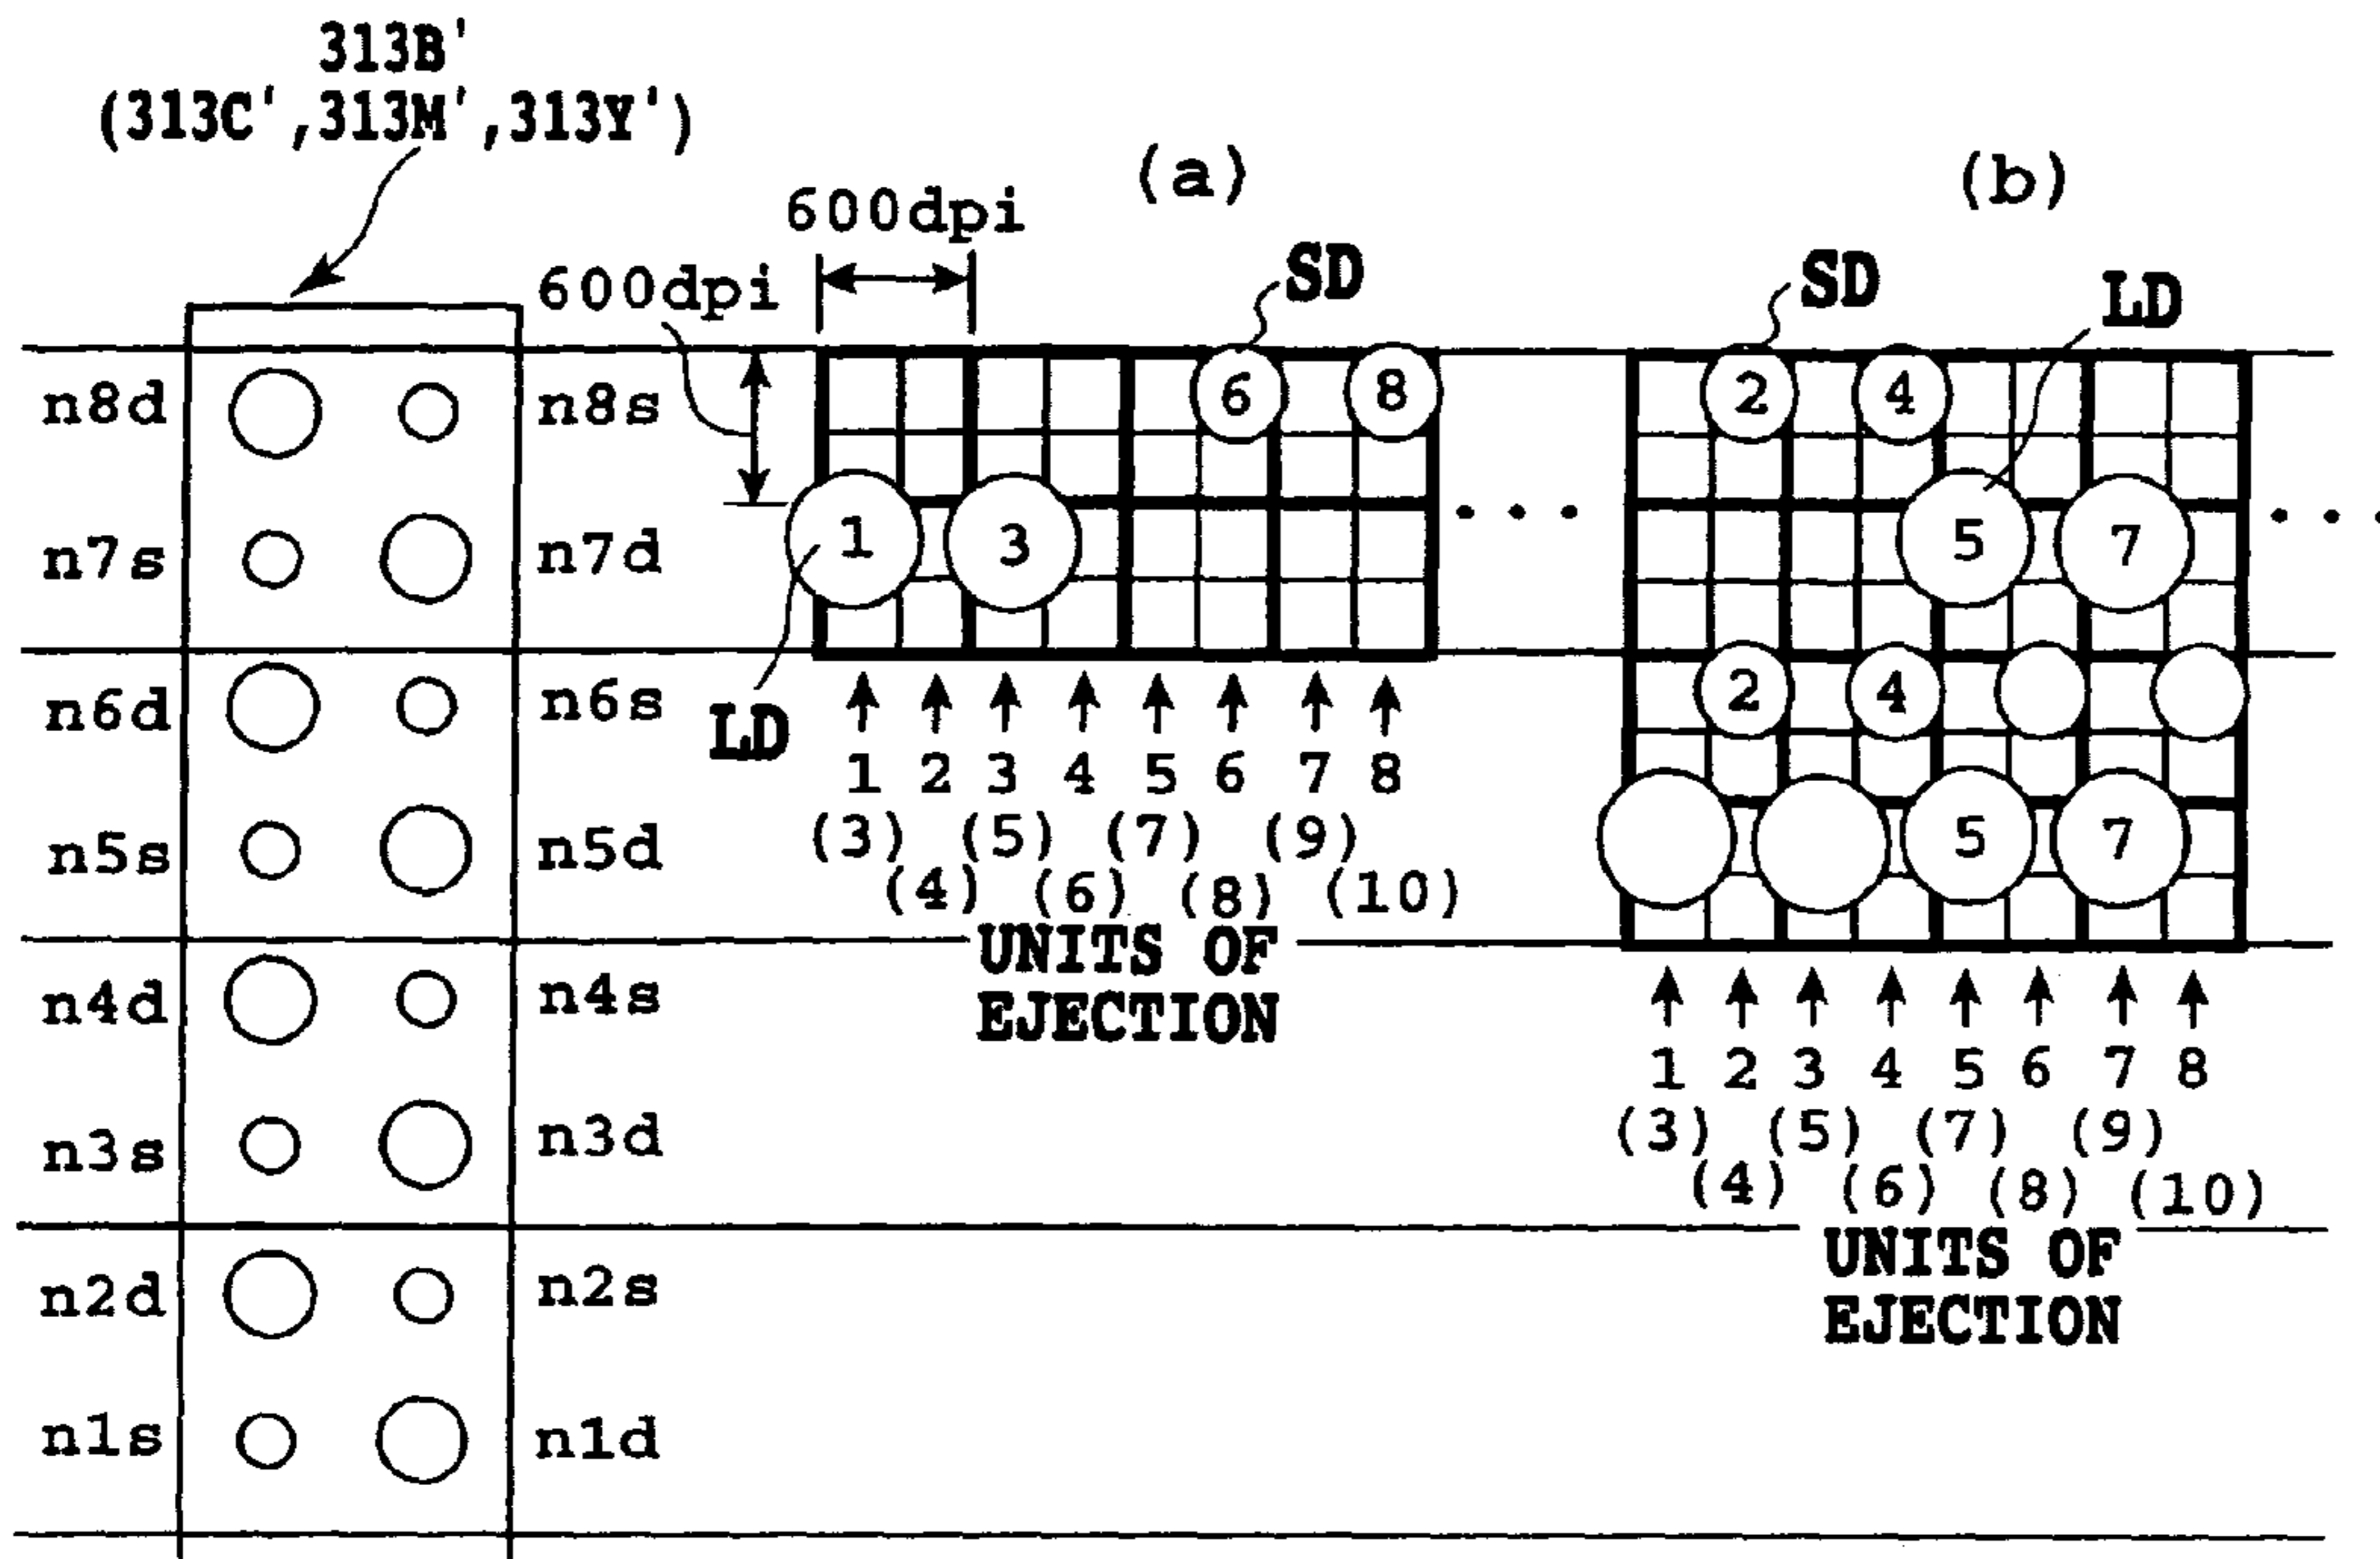 313B'
(313C',313M',313Y')
(a)
(b)
600dpi
600dpi
SD
SD
LD
n8d
n8s
6
8
2
4
n7s
n7d
1
3
5
7
n6d
n6s
LD
2
4
1 2 3 4 5 6 7 8
n5s
n5d
(3) (5) (7) (9)
(4) (6) (8) (10)
5
7
UNITS OF
EJECTION
n4d
n4s
1 2 3 4 5 6 7 8
n3s
n3d
(3) (5) (7) (9)
(4) (6) (8) (10)
UNITS OF
EJECTION
n2d
n2s
n1s
n1d